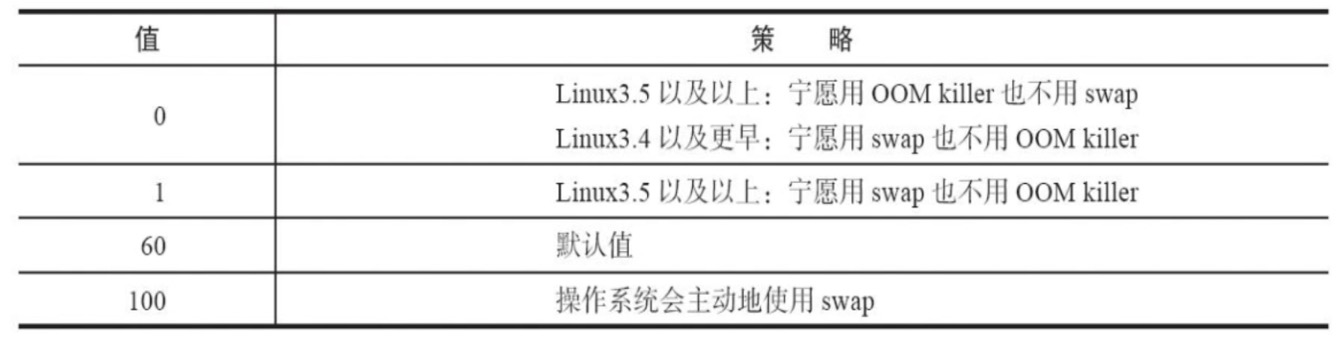 值 策 略
0 Linux3.5 以及以上：宁愿用 OOM killer 也不用 swap
Linux3.4 以及更早：宁愿用 swap 也不用 OOM killer
1 Linux3.5 以及以上：宁愿用 swap 也不用 OOM killer
60 默认值
100 操作系统会主动地使用 swap